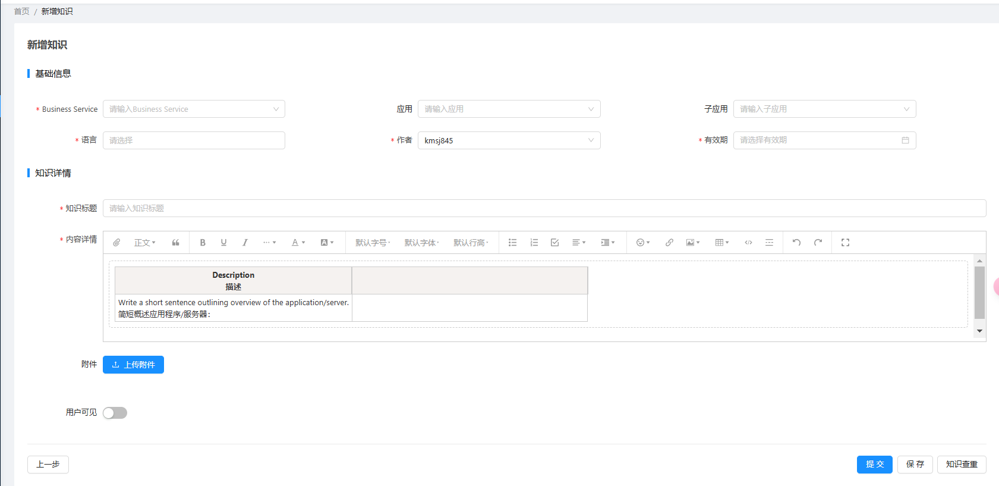 首页 / 新增知识
新增知识
基础信息
* Business Service 请输入Business Service 应用 请输入应用 子应用 请输入子应用
* 语言 请选择 * 作者 kmsj845 * 有效期 请选择有效期
知识详情
* 知识标题 请输入知识标题
* 内容详情 正文 B U I ... A A 默认字号 默认字体 默认行高
Description
描述
Write a short sentence outlining overview of the application/server.
简短概述应用程序/服务器：
附件 上传附件
用户可见
上一步 提 交 保 存 知识查重